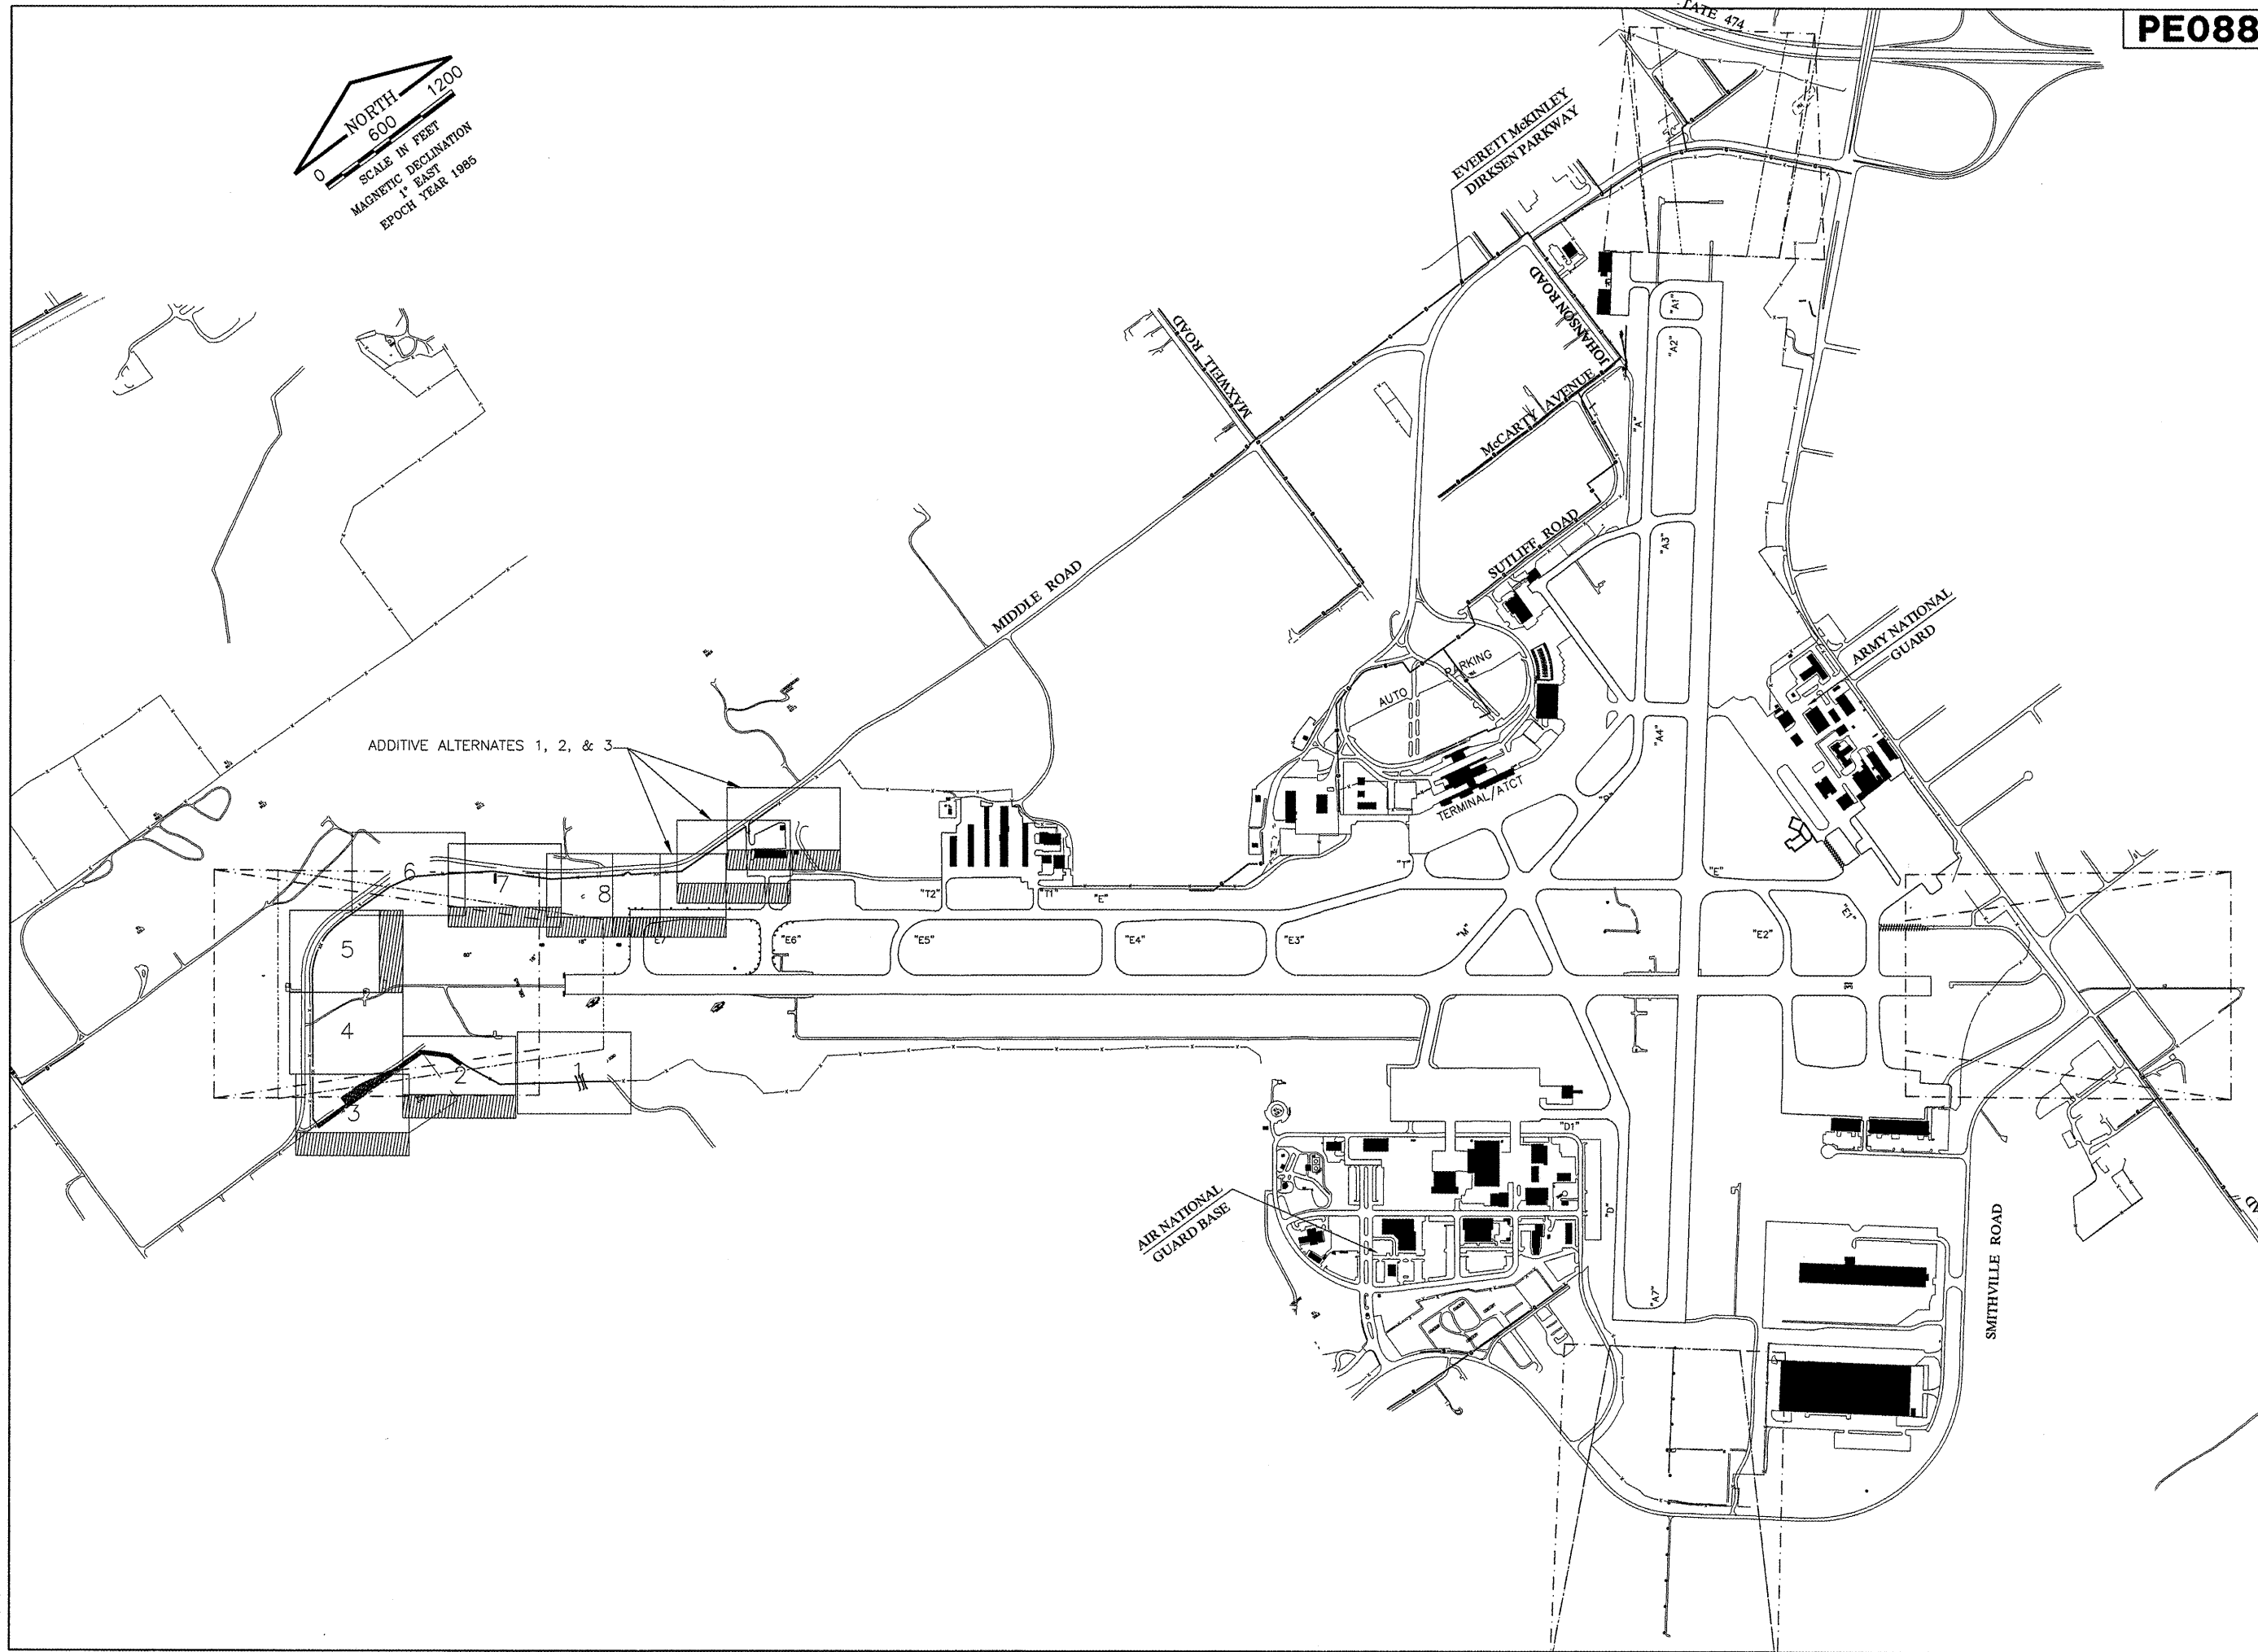 TATE 474
PE088
NORTH
0 600 1200
SCALE IN FEET
MAGNETIC DECLINATION
1° EAST
EPOCH YEAR 1985
EVERETT McKINLEY
DIRKSEN PARKWAY
JOHANSON ROAD
"A1"
"A2"
MAXWELL ROAD
McCARTY AVENUE
"A"
SUTLIFF ROAD
"A3"
MIDDLE ROAD
ARMY NATIONAL
GUARD
AUTO PARKING
"A4"
ADDITIVE ALTERNATES 1, 2, & 3
TERMINAL/ATCT
6
7
8
"T2"
"T1"
"E"
"T"
"E"
5
E7
"E6"
"E5"
"E4"
"E3"
"M"
"E2"
"E1"
4
3
2
1
"D1"
AIR NATIONAL
GUARD BASE
"D"
"A7"
SMITHVILLE ROAD